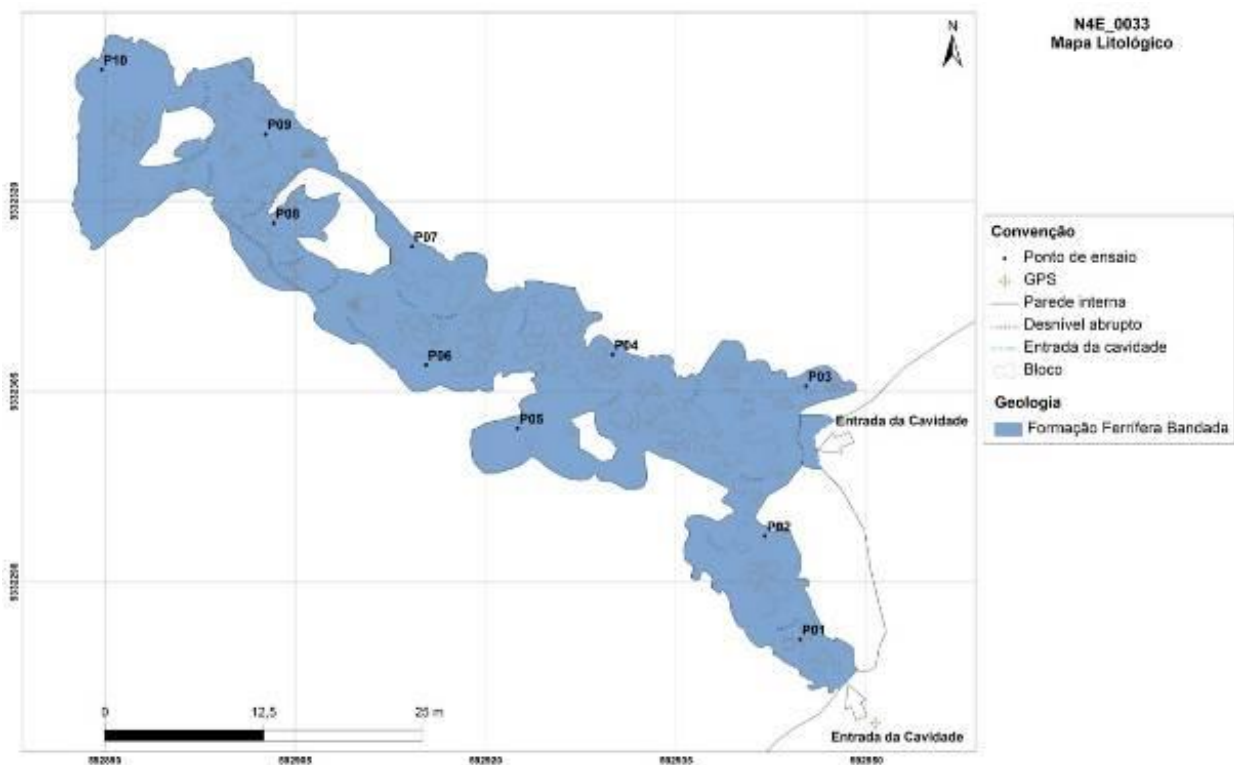 N4E_0033
Mapa Litológico
N
P10
P09
P08
P07
P04
P06
P03
P05
Entrada da Cavidade
P02
P01
Entrada da Cavidade
0 12,5 25 m
Convenção
Ponto de ensaio
GPS
Parede interna
Desnível abrupto
Entrada da cavidade
Bloco
Geologia
Formação Ferrífera Bandada